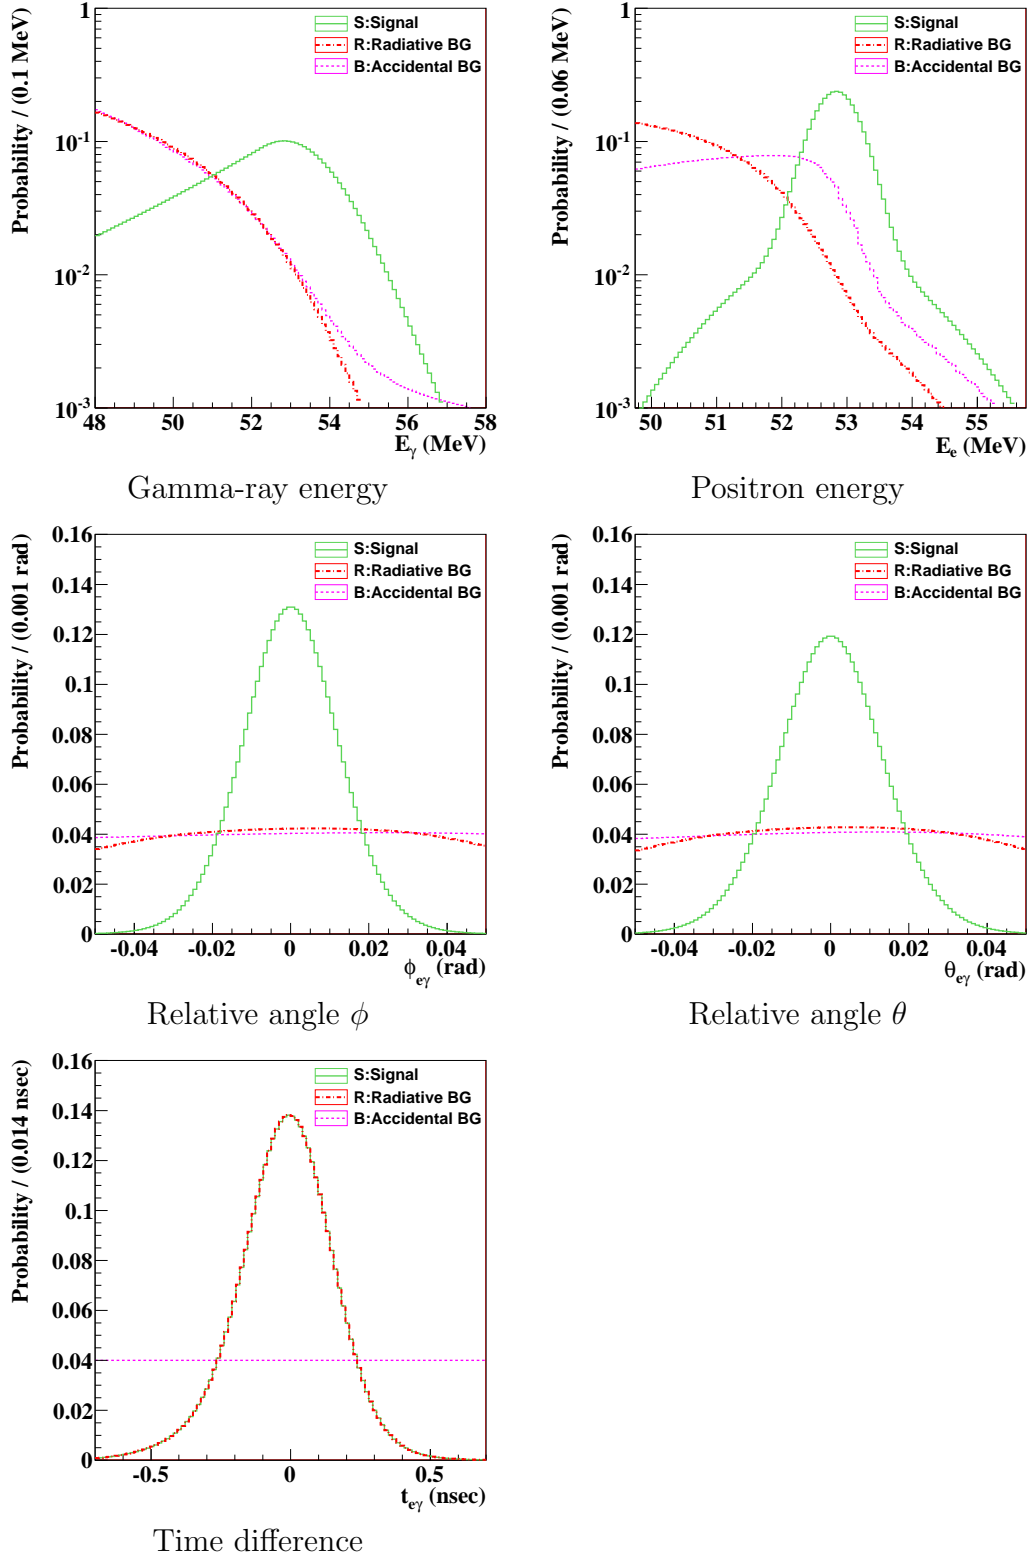 Probability / (0.1 MeV)
1
10-1
10-2
10-3
S:Signal
R:Radiative BG
B:Accidental BG
48 50 52 54 56 58
Eγ (MeV)
Gamma-ray energy
Probability / (0.06 MeV)
1
10-1
10-2
10-3
S:Signal
R:Radiative BG
B:Accidental BG
50 51 52 53 54 55
Ee (MeV)
Positron energy
Probability / (0.001 rad)
0.16
0.14
0.12
0.1
0.08
0.06
0.04
0.02
0
S:Signal
R:Radiative BG
B:Accidental BG
-0.04 -0.02 0 0.02 0.04
ϕeγ (rad)
Relative angle ϕ
Probability / (0.001 rad)
0.16
0.14
0.12
0.1
0.08
0.06
0.04
0.02
0
S:Signal
R:Radiative BG
B:Accidental BG
-0.04 -0.02 0 0.02 0.04
θeγ (rad)
Relative angle θ
Probability / (0.014 nsec)
0.16
0.14
0.12
0.1
0.08
0.06
0.04
0.02
0
S:Signal
R:Radiative BG
B:Accidental BG
-0.5 0 0.5
teγ (nsec)
Time difference